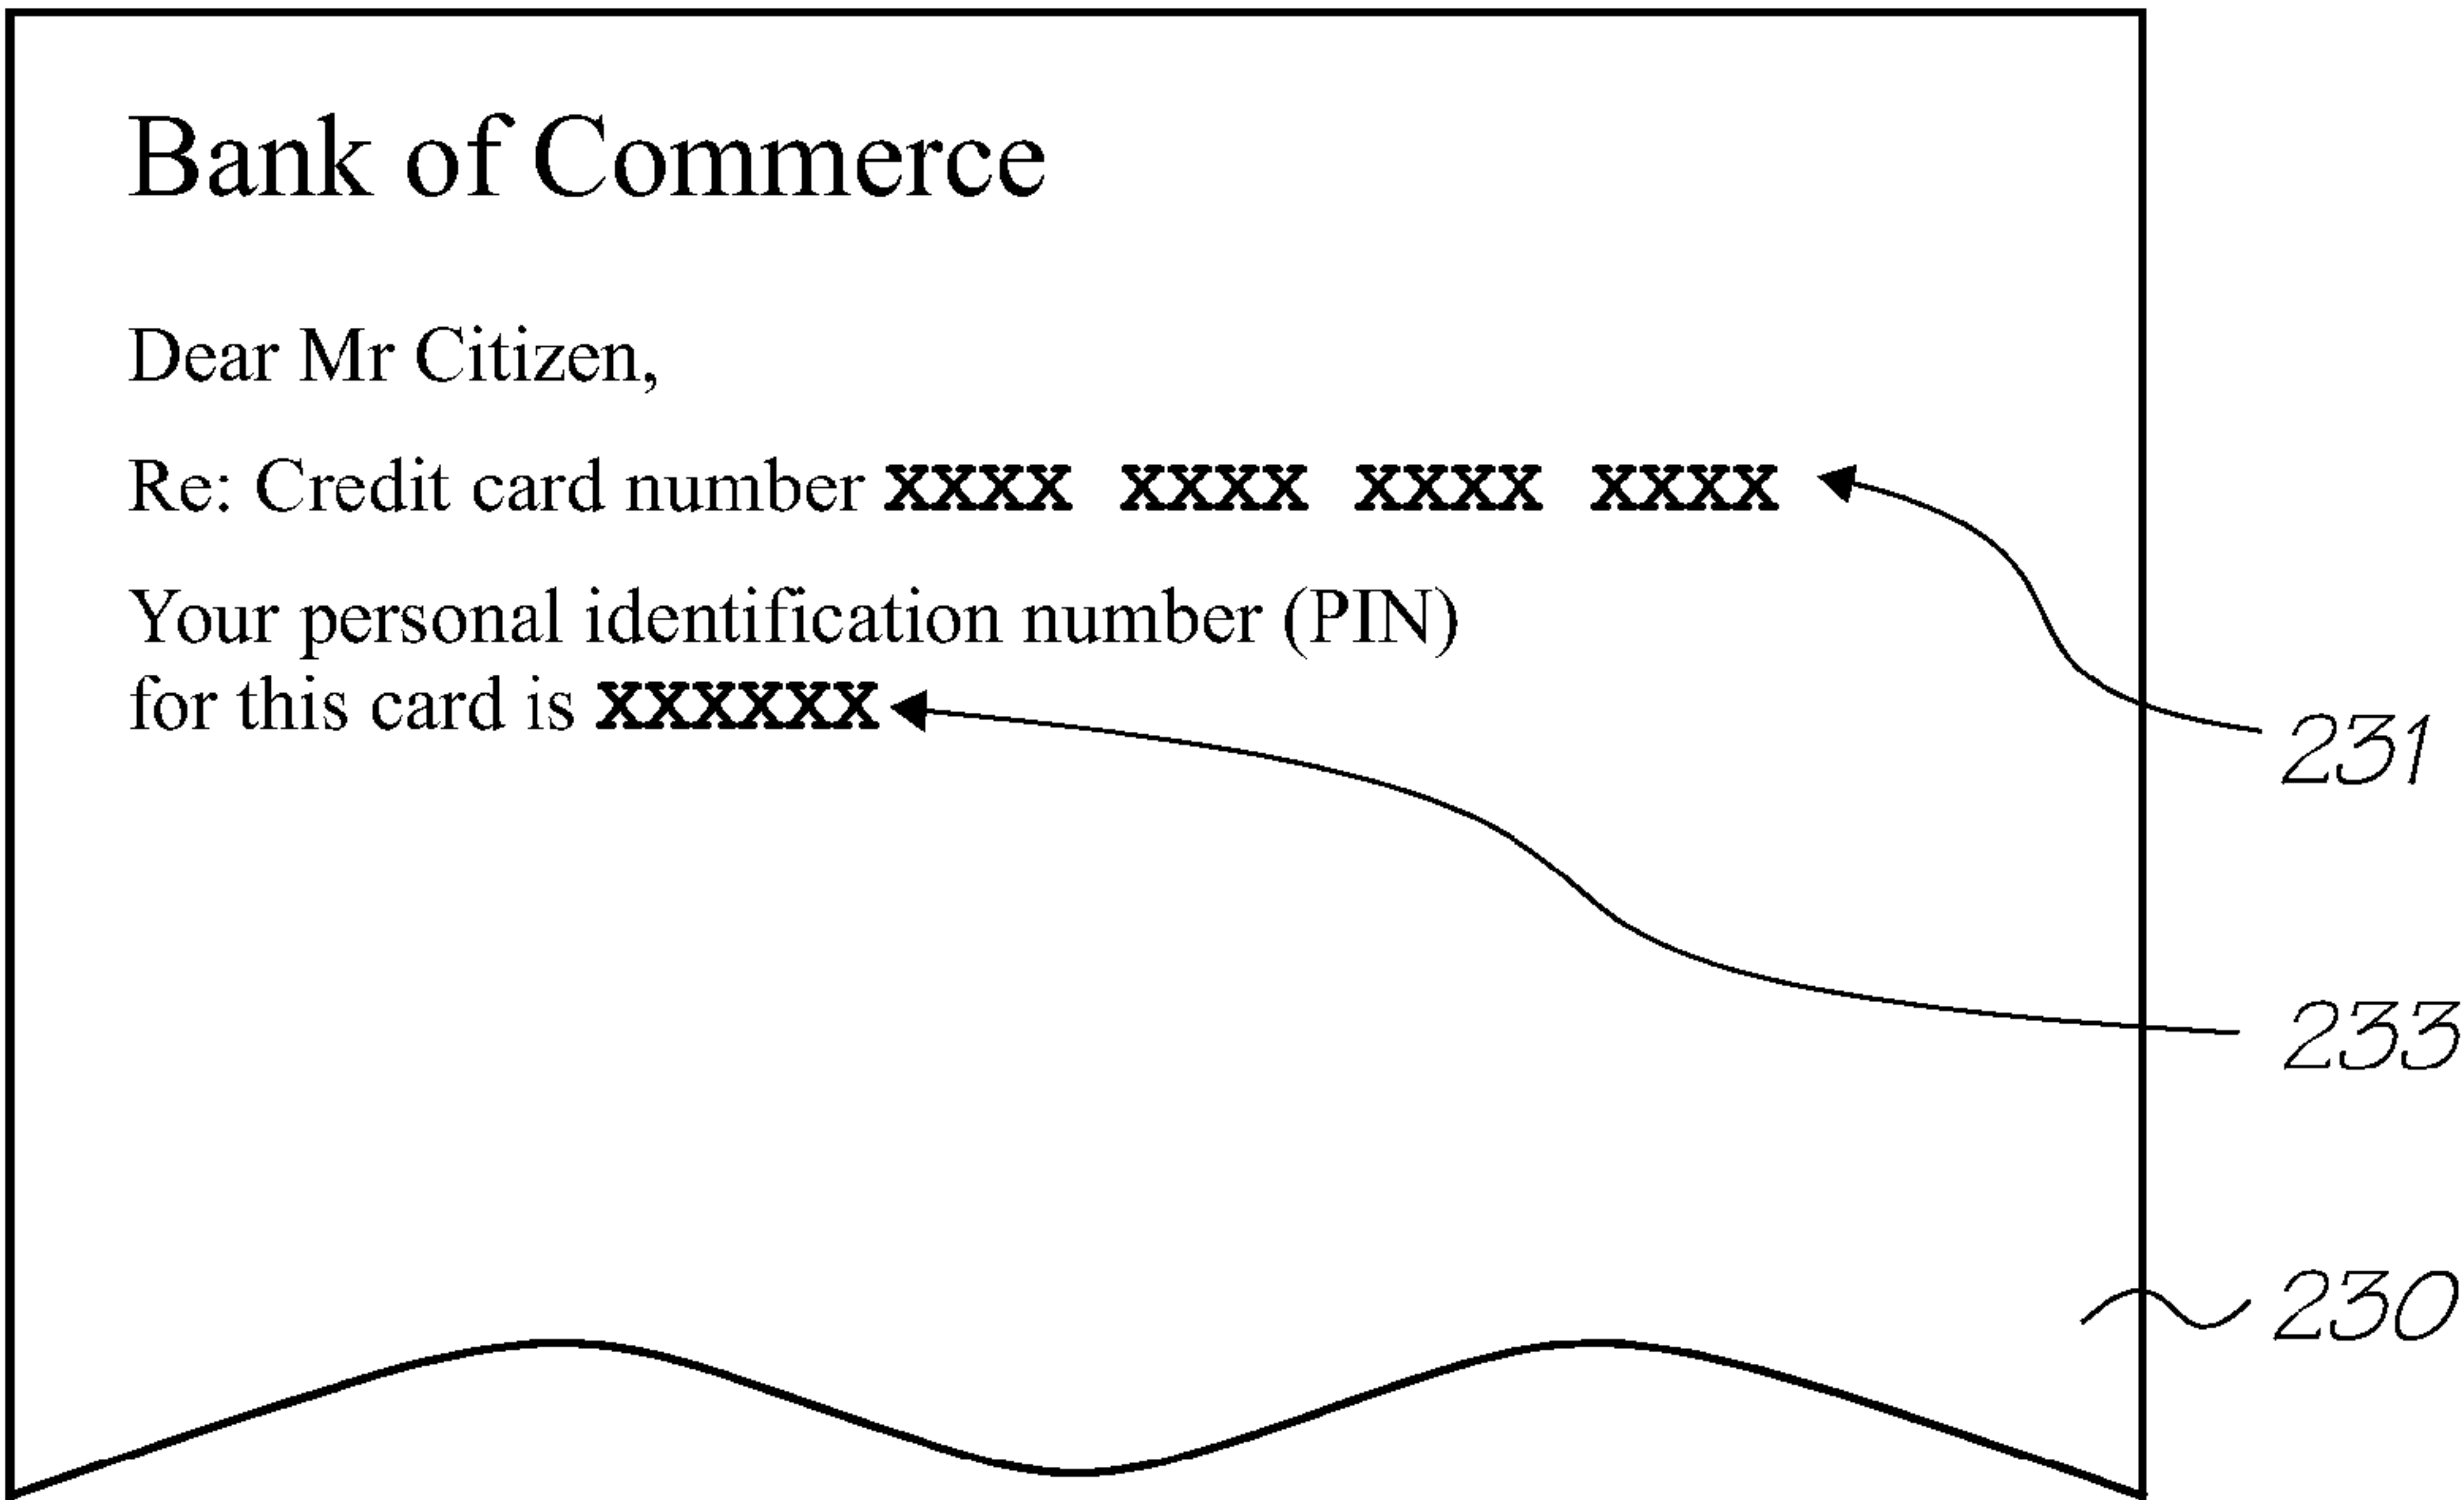 Bank of Commerce
Dear Mr Citizen,
Re: Credit card number xxxx xxxx xxxx xxxx
Your personal identification number (PIN)
for this card is xxxxxx
231
233
230